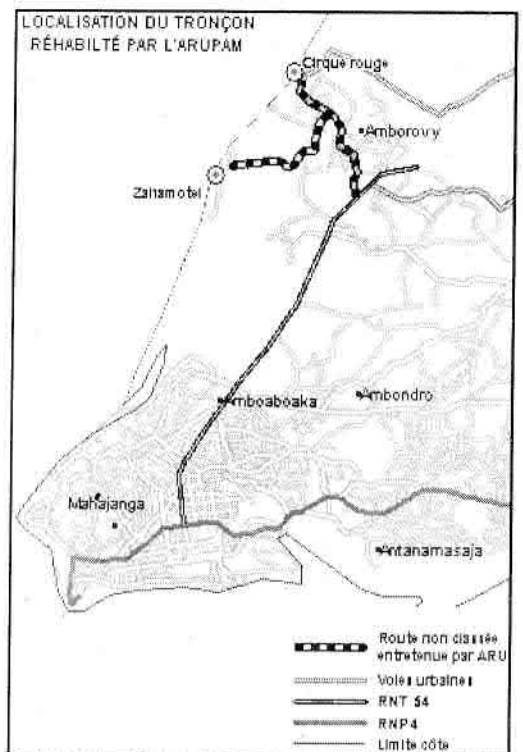 LOCALISATION DU TRONÇON
RÉHABILTÉ PAR L'ARUPAM
Cirque rouge
Amborovy
Zahamotel
Amboaboaka
Ambondro
Mahajanga
Antanamasaja
Route non classée
entretenue par ARU
Voies urbaines
RNT 54
RNP4
Limite côte